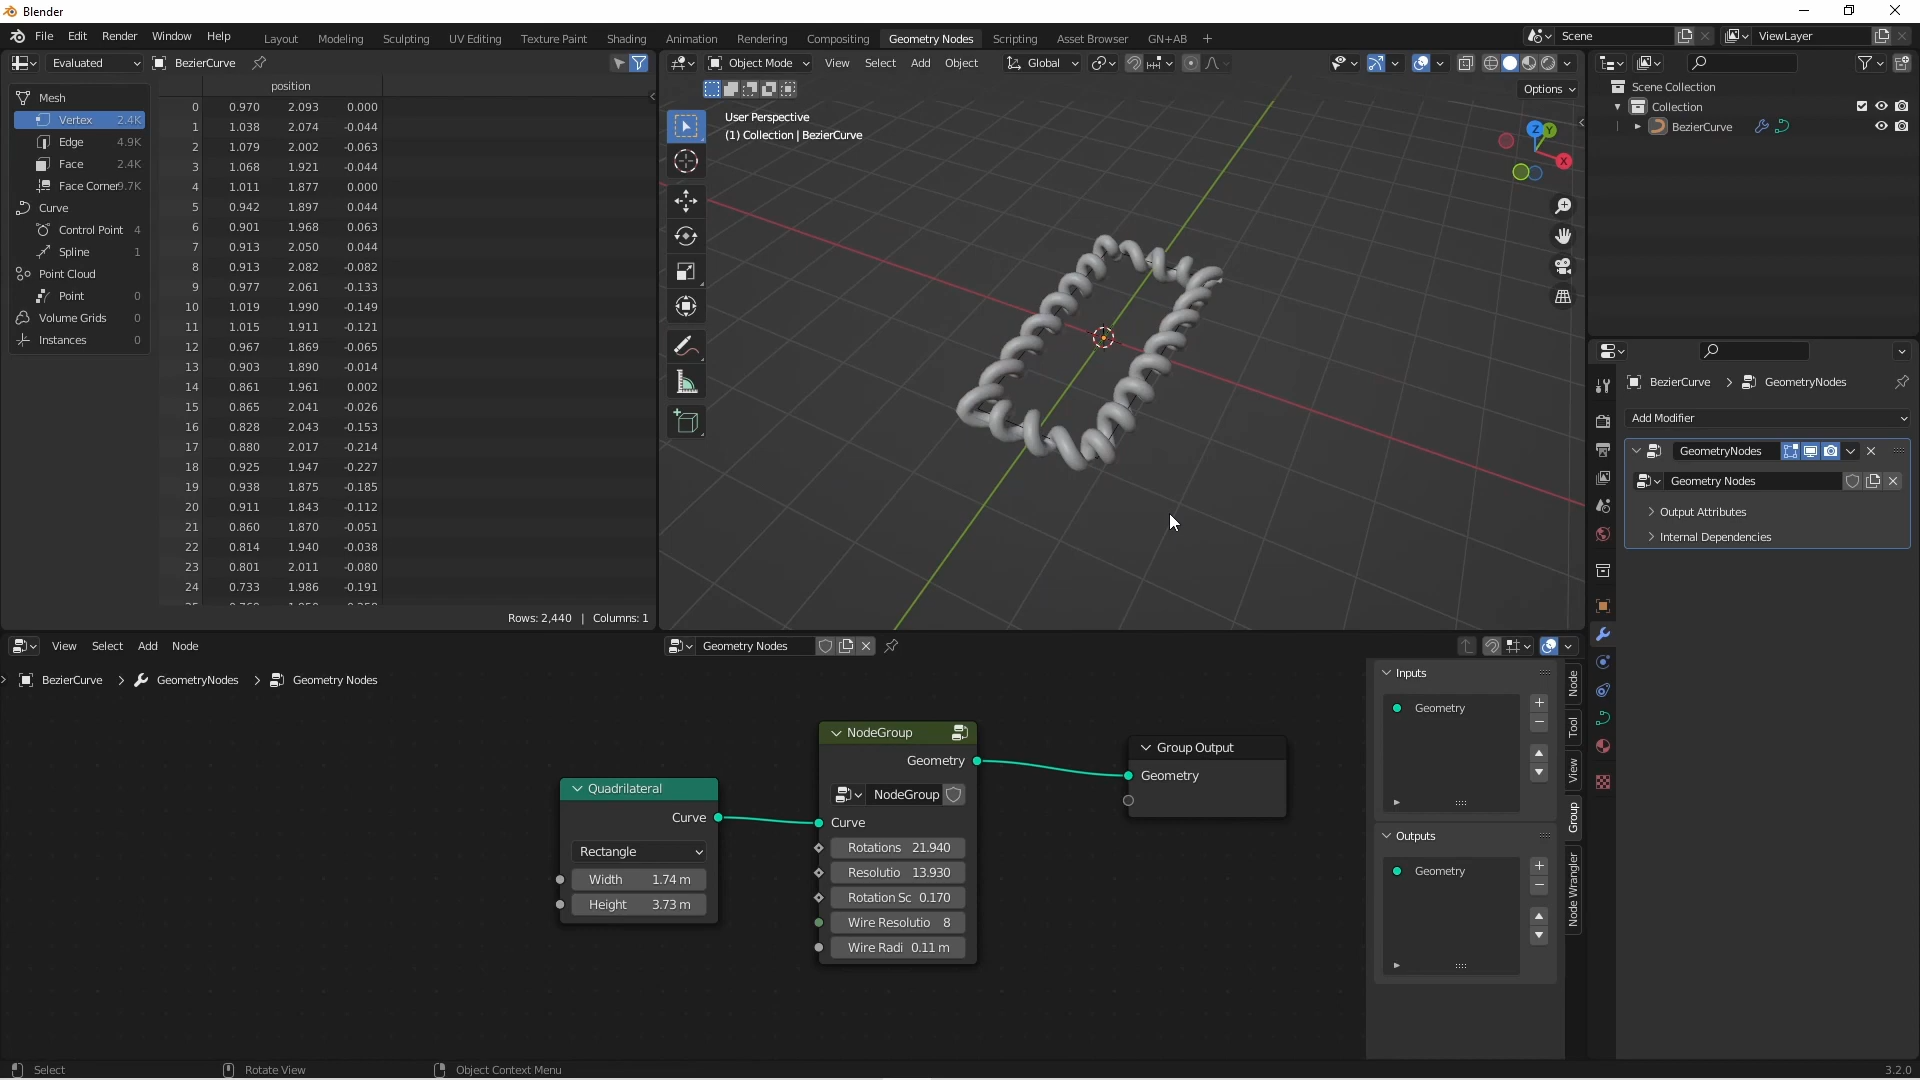 Blender
File Edit Render Window Help
Layout Modeling Sculpting UV Editing Texture Paint Shading Animation Rendering Compositing Geometry Nodes Scripting Asset Browser GN+AB
Scene
ViewLayer
Evaluated
BezierCurve
position
Mesh
Vertex 2.4K
Edge 4.9K
Face 2.4K
Face Corner 9.7K
Curve
Control Point 4
Spline 1
Point Cloud
Point 0
Volume Grids 0
Instances 0
0 0.970 2.093 0.000
1 1.038 2.074 -0.044
2 1.079 2.002 -0.063
3 1.068 1.921 -0.044
4 1.011 1.877 0.000
5 0.942 1.897 0.044
6 0.901 1.968 0.063
7 0.913 2.050 0.044
8 0.913 2.082 -0.082
9 0.977 2.061 -0.133
10 1.019 1.990 -0.149
11 1.015 1.911 -0.121
12 0.967 1.869 -0.065
13 0.903 1.890 -0.014
14 0.861 1.961 0.002
15 0.865 2.041 -0.026
16 0.828 2.043 -0.153
17 0.880 2.017 -0.214
18 0.925 1.947 -0.227
19 0.938 1.875 -0.185
20 0.911 1.843 -0.112
21 0.860 1.870 -0.051
22 0.814 1.940 -0.038
23 0.801 2.011 -0.080
24 0.733 1.986 -0.191
Rows: 2,440 | Columns: 1
Object Mode View Select Add Object Global
Options
User Perspective
(1) Collection | BezierCurve
Z
Y
X
Scene Collection
Collection
BezierCurve
BezierCurve > GeometryNodes
Add Modifier
GeometryNodes
Geometry Nodes
Output Attributes
Internal Dependencies
View Select Add Node
Geometry Nodes
BezierCurve > GeometryNodes > Geometry Nodes
Quadrilateral
Curve
Rectangle
Width 1.74 m
Height 3.73 m
NodeGroup
Geometry
NodeGroup
Curve
Rotations 21.940
Resolutio 13.930
Rotation Sc 0.170
Wire Resolutio 8
Wire Radi 0.11 m
Group Output
Geometry
Inputs
Geometry
Outputs
Geometry
Node
Tool
View
Group
Node Wrangler
Select
Rotate View
Object Context Menu
3.2.0